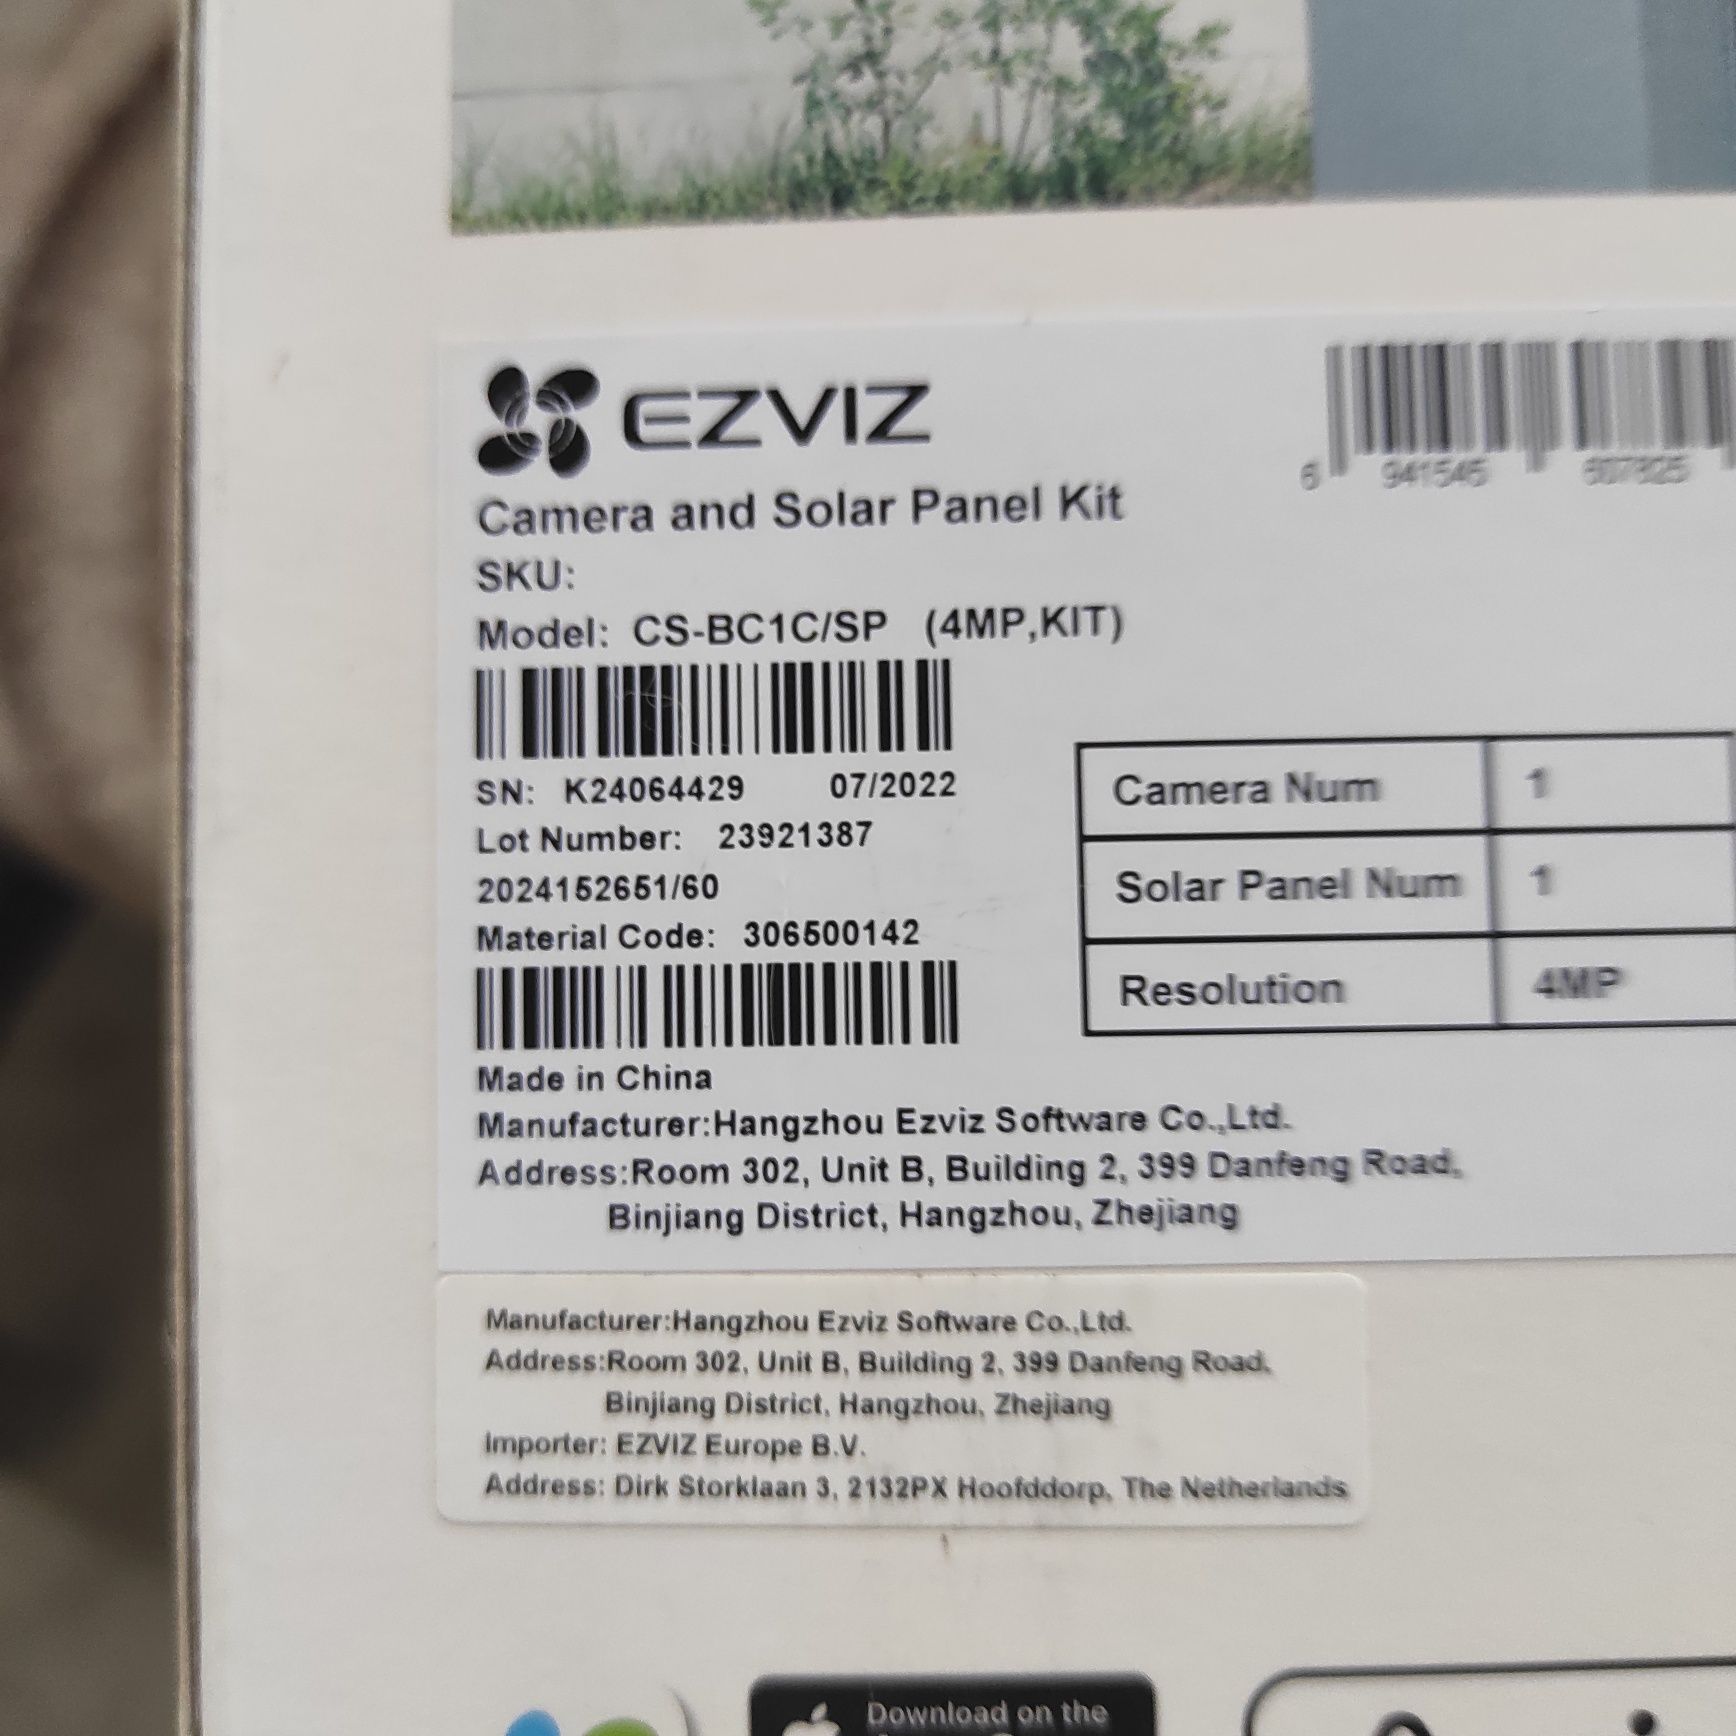 EZVIZ
6 941545 607825
Camera and Solar Panel Kit
SKU:
Model: CS-BC1C/SP (4MP,KIT)
SN: K24064429 07/2022
Lot Number: 23921387
2024152651/60
Material Code: 306500142
Camera Num 1
Solar Panel Num 1
Resolution 4MP
Made in China
Manufacturer:Hangzhou Ezviz Software Co.,Ltd.
Address:Room 302, Unit B, Building 2, 399 Danfeng Road,
Binjiang District, Hangzhou, Zhejiang
Manufacturer:Hangzhou Ezviz Software Co.,Ltd.
Address:Room 302, Unit B, Building 2, 399 Danfeng Road,
Binjiang District, Hangzhou, Zhejiang
Importer: EZVIZ Europe B.V.
Address: Dirk Storklaan 3, 2132PX Hoofddorp, The Netherlands
Download on the